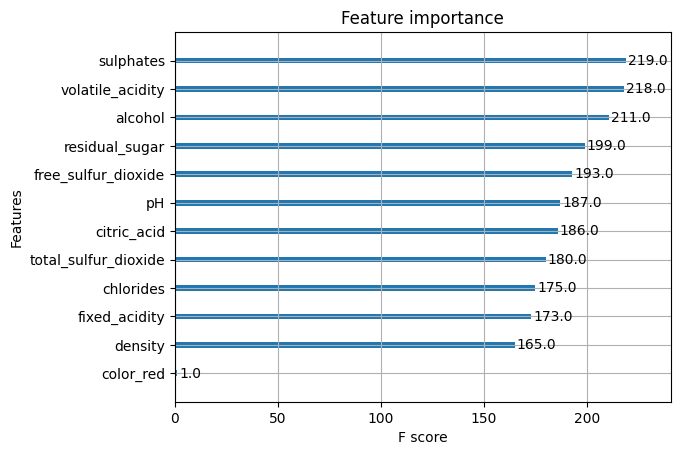 Feature importance
Features
sulphates 219.0
volatile_acidity 218.0
alcohol 211.0
residual_sugar 199.0
free_sulfur_dioxide 193.0
pH 187.0
citric_acid 186.0
total_sulfur_dioxide 180.0
chlorides 175.0
fixed_acidity 173.0
density 165.0
color_red 1.0
0 50 100 150 200
F score